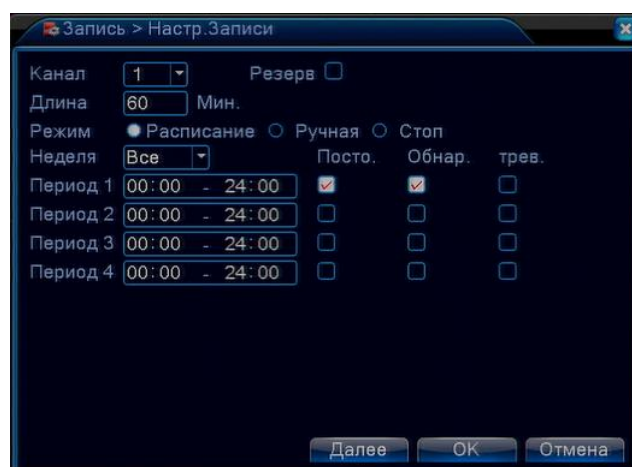 Запись > Настр.Записи
Канал 1 Резерв
Длина 60 Мин.
Режим Расписание Ручная Стоп
Неделя Все Посто. Обнар. трев.
Период 1 00:00 - 24:00
Период 2 00:00 - 24:00
Период 3 00:00 - 24:00
Период 4 00:00 - 24:00
Далее OK Отмена